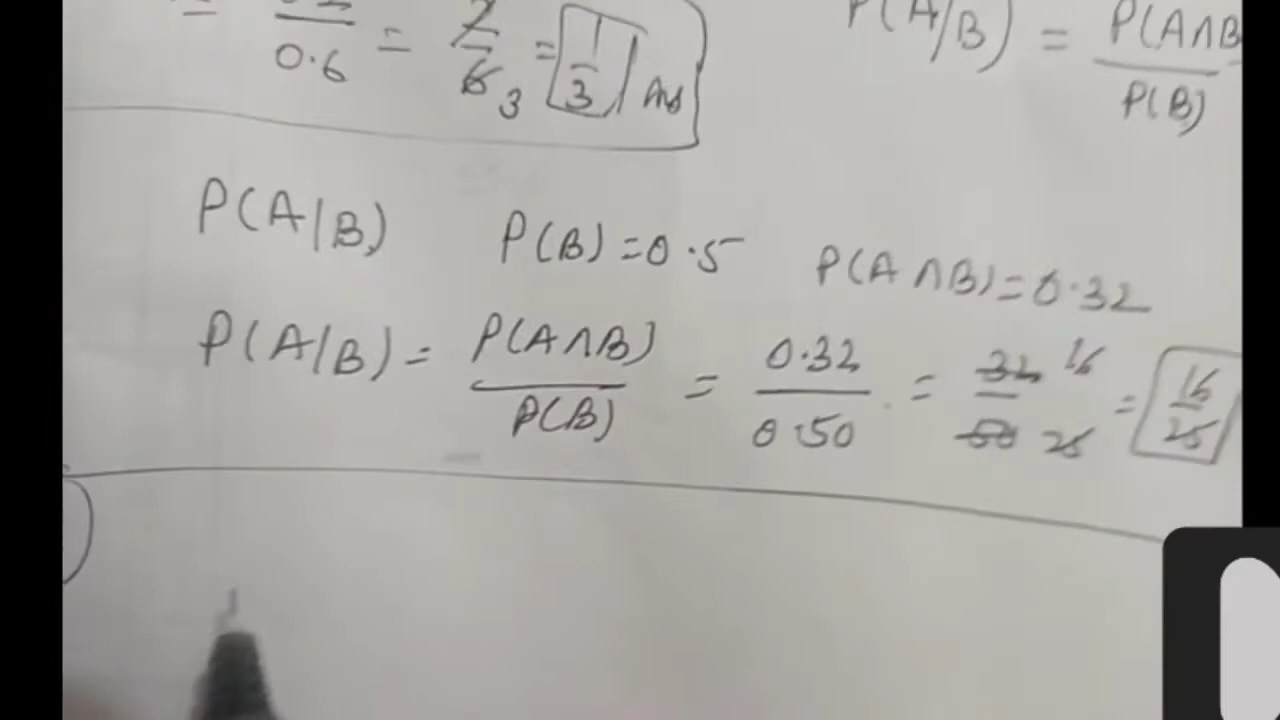 = 0.6 = 2/6 3 = 1/3 Ans
P(A/B) = P(A∩B / P(B)
P(A|B) P(B)=0.5 P(A∩B)=0.32
P(A|B) = P(A∩B) / P(B) = 0.32 / 0.50 = 32 16 / 50 25 = 16/25